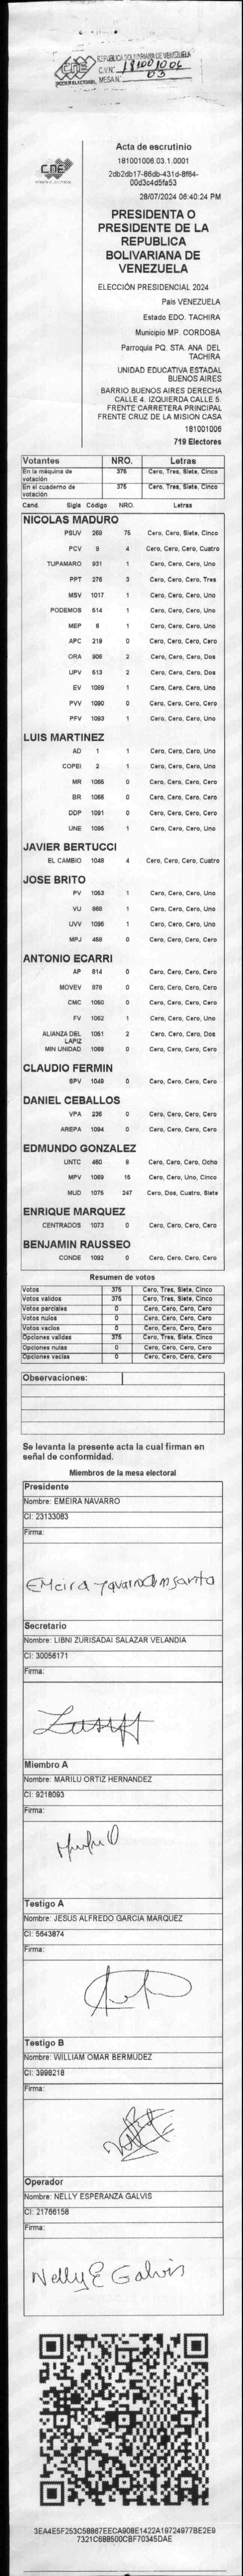 REPÚBLICA BOLIVARIANA DE VENEZUELA
CNE
PODER ELECTORAL
C.V.N° 181001006
MESA N° 03
CNE
Acta de escrutinio
181001006.03.1.0001
2db2db17-86db-431d-8f64-
00d3c4d5fa53
28/07/2024 06:40:24 PM
PRESIDENTA O
PRESIDENTE DE LA
REPUBLICA
BOLIVARIANA DE
VENEZUELA
ELECCIÓN PRESIDENCIAL 2024
Pais VENEZUELA
Estado EDO. TACHIRA
Municipio MP. CORDOBA
Parroquia PQ. STA. ANA DEL
TACHIRA
UNIDAD EDUCATIVA ESTADAL
BUENOS AIRES
BARRIO BUENOS AIRES DERECHA
CALLE 4. IZQUIERDA CALLE 5.
FRENTE CARRETERA PRINCIPAL
FRENTE CRUZ DE LA MISION CASA
181001006
719 Electores
Votantes NRO. Letras
En la máquina de votación 375 Cero, Tres, Siete, Cinco
En el cuaderno de votación 375 Cero, Tres, Siete, Cinco
Cand. Sigla Código NRO. Letras
NICOLAS MADURO
PSUV 269 75 Cero, Cero, Siete, Cinco
PCV 9 4 Cero, Cero, Cero, Cuatro
TUPAMARO 931 1 Cero, Cero, Cero, Uno
PPT 276 3 Cero, Cero, Cero, Tres
MSV 1017 1 Cero, Cero, Cero, Uno
PODEMOS 514 1 Cero, Cero, Cero, Uno
MEP 6 1 Cero, Cero, Cero, Uno
APC 219 0 Cero, Cero, Cero, Cero
ORA 906 2 Cero, Cero, Cero, Dos
UPV 613 2 Cero, Cero, Cero, Dos
EV 1089 1 Cero, Cero, Cero, Uno
PVV 1090 0 Cero, Cero, Cero, Cero
PFV 1093 1 Cero, Cero, Cero, Uno
LUIS MARTINEZ
AD 1 1 Cero, Cero, Cero, Uno
COPEI 2 1 Cero, Cero, Cero, Uno
MR 1065 0 Cero, Cero, Cero, Cero
BR 1066 0 Cero, Cero, Cero, Cero
DDP 1091 0 Cero, Cero, Cero, Cero
UNE 1095 1 Cero, Cero, Cero, Uno
JAVIER BERTUCCI
EL CAMBIO 1048 4 Cero, Cero, Cero, Cuatro
JOSE BRITO
PV 1053 1 Cero, Cero, Cero, Uno
VU 868 1 Cero, Cero, Cero, Uno
UVV 1096 1 Cero, Cero, Cero, Uno
MPJ 459 0 Cero, Cero, Cero, Cero
ANTONIO ECARRI
AP 814 0 Cero, Cero, Cero, Cero
MOVEV 878 0 Cero, Cero, Cero, Cero
CMC 1050 0 Cero, Cero, Cero, Cero
FV 1052 1 Cero, Cero, Cero, Uno
ALIANZA DEL LAPIZ 1051 2 Cero, Cero, Cero, Dos
MIN UNIDAD 1068 0 Cero, Cero, Cero, Cero
CLAUDIO FERMIN
SPV 1049 0 Cero, Cero, Cero, Cero
DANIEL CEBALLOS
VPA 236 0 Cero, Cero, Cero, Cero
AREPA 1094 0 Cero, Cero, Cero, Cero
EDMUNDO GONZALEZ
UNTC 460 8 Cero, Cero, Cero, Ocho
MPV 1069 15 Cero, Cero, Uno, Cinco
MUD 1075 247 Cero, Dos, Cuatro, Siete
ENRIQUE MARQUEZ
CENTRADOS 1073 0 Cero, Cero, Cero, Cero
BENJAMIN RAUSSEO
CONDE 1092 0 Cero, Cero, Cero, Cero
Resumen de votos
Votos 375 Cero, Tres, Siete, Cinco
Votos validos 375 Cero, Tres, Siete, Cinco
Votos parciales 0 Cero, Cero, Cero, Cero
Votos nulos 0 Cero, Cero, Cero, Cero
Votos vacios 0 Cero, Cero, Cero, Cero
Opciones validas 375 Cero, Tres, Siete, Cinco
Opciones nulas 0 Cero, Cero, Cero, Cero
Opciones vacias 0 Cero, Cero, Cero, Cero
Observaciones:
Se levanta la presente acta la cual firman en
señal de conformidad.
Miembros de la mesa electoral
Presidente
Nombre: EMEIRA NAVARRO
CI: 23133083
Firma:
EMeira Navarro
Secretario
Nombre: LIBNI ZURISADAI SALAZAR VELANDIA
CI: 30056171
Firma:
Miembro A
Nombre: MARILU ORTIZ HERNANDEZ
CI: 9218093
Firma:
Testigo A
Nombre: JESUS ALFREDO GARCIA MARQUEZ
CI: 5643874
Firma:
Testigo B
Nombre: WILLIAM OMAR BERMUDEZ
CI: 3998218
Firma:
Operador
Nombre: NELLY ESPERANZA GALVIS
CI: 21766158
Firma:
Nelly E Galvis
3EA4E5F253C58867EECA908E1422A19724977BE2E9
7321C688500CBF70345DAE